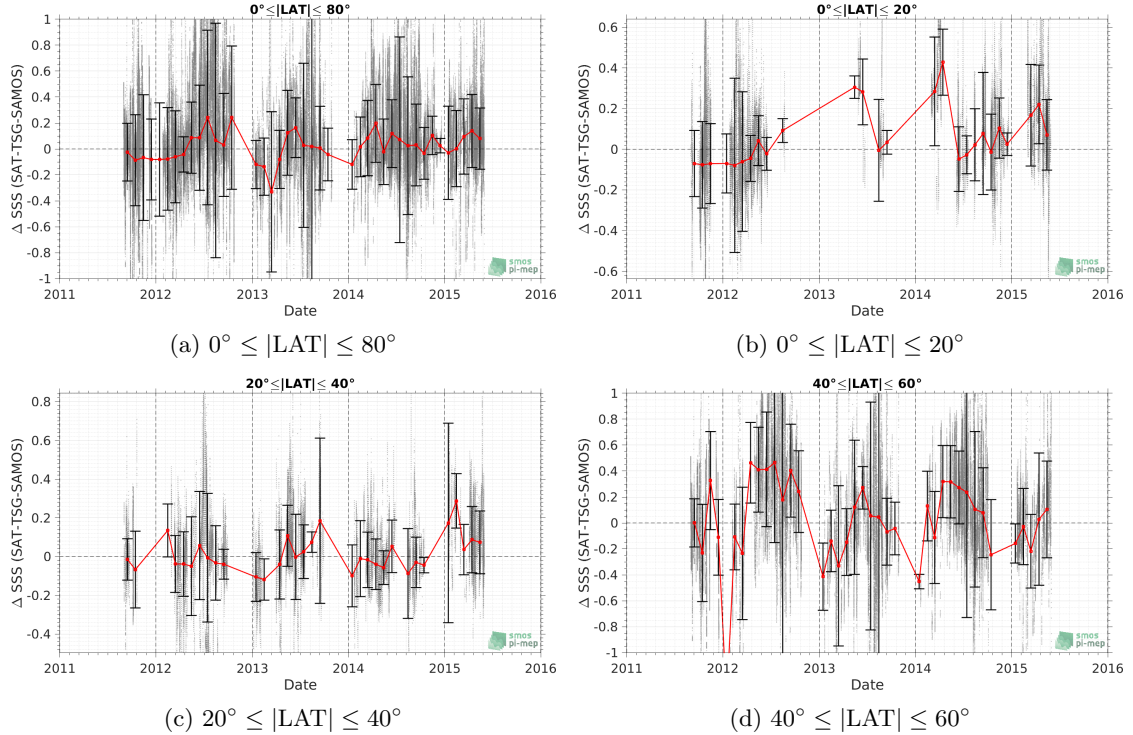 0°≤|LAT|≤ 80°
Δ SSS (SAT-TSG-SAMOS)
1
0.8
0.6
0.4
0.2
0
-0.2
-0.4
-0.6
-0.8
-1
2011 2012 2013 2014 2015 2016
Date
smos
pi-mep
(a) 0° ≤ |LAT| ≤ 80°
0°≤|LAT|≤ 20°
Δ SSS (SAT-TSG-SAMOS)
0.6
0.4
0.2
0
-0.2
-0.4
-0.6
2011 2012 2013 2014 2015 2016
Date
smos
pi-mep
(b) 0° ≤ |LAT| ≤ 20°
20°≤|LAT|≤ 40°
Δ SSS (SAT-TSG-SAMOS)
0.8
0.6
0.4
0.2
0
-0.2
-0.4
2011 2012 2013 2014 2015 2016
Date
smos
pi-mep
(c) 20° ≤ |LAT| ≤ 40°
40°≤|LAT|≤ 60°
Δ SSS (SAT-TSG-SAMOS)
1
0.8
0.6
0.4
0.2
0
-0.2
-0.4
-0.6
-0.8
-1
2011 2012 2013 2014 2015 2016
Date
smos
pi-mep
(d) 40° ≤ |LAT| ≤ 60°